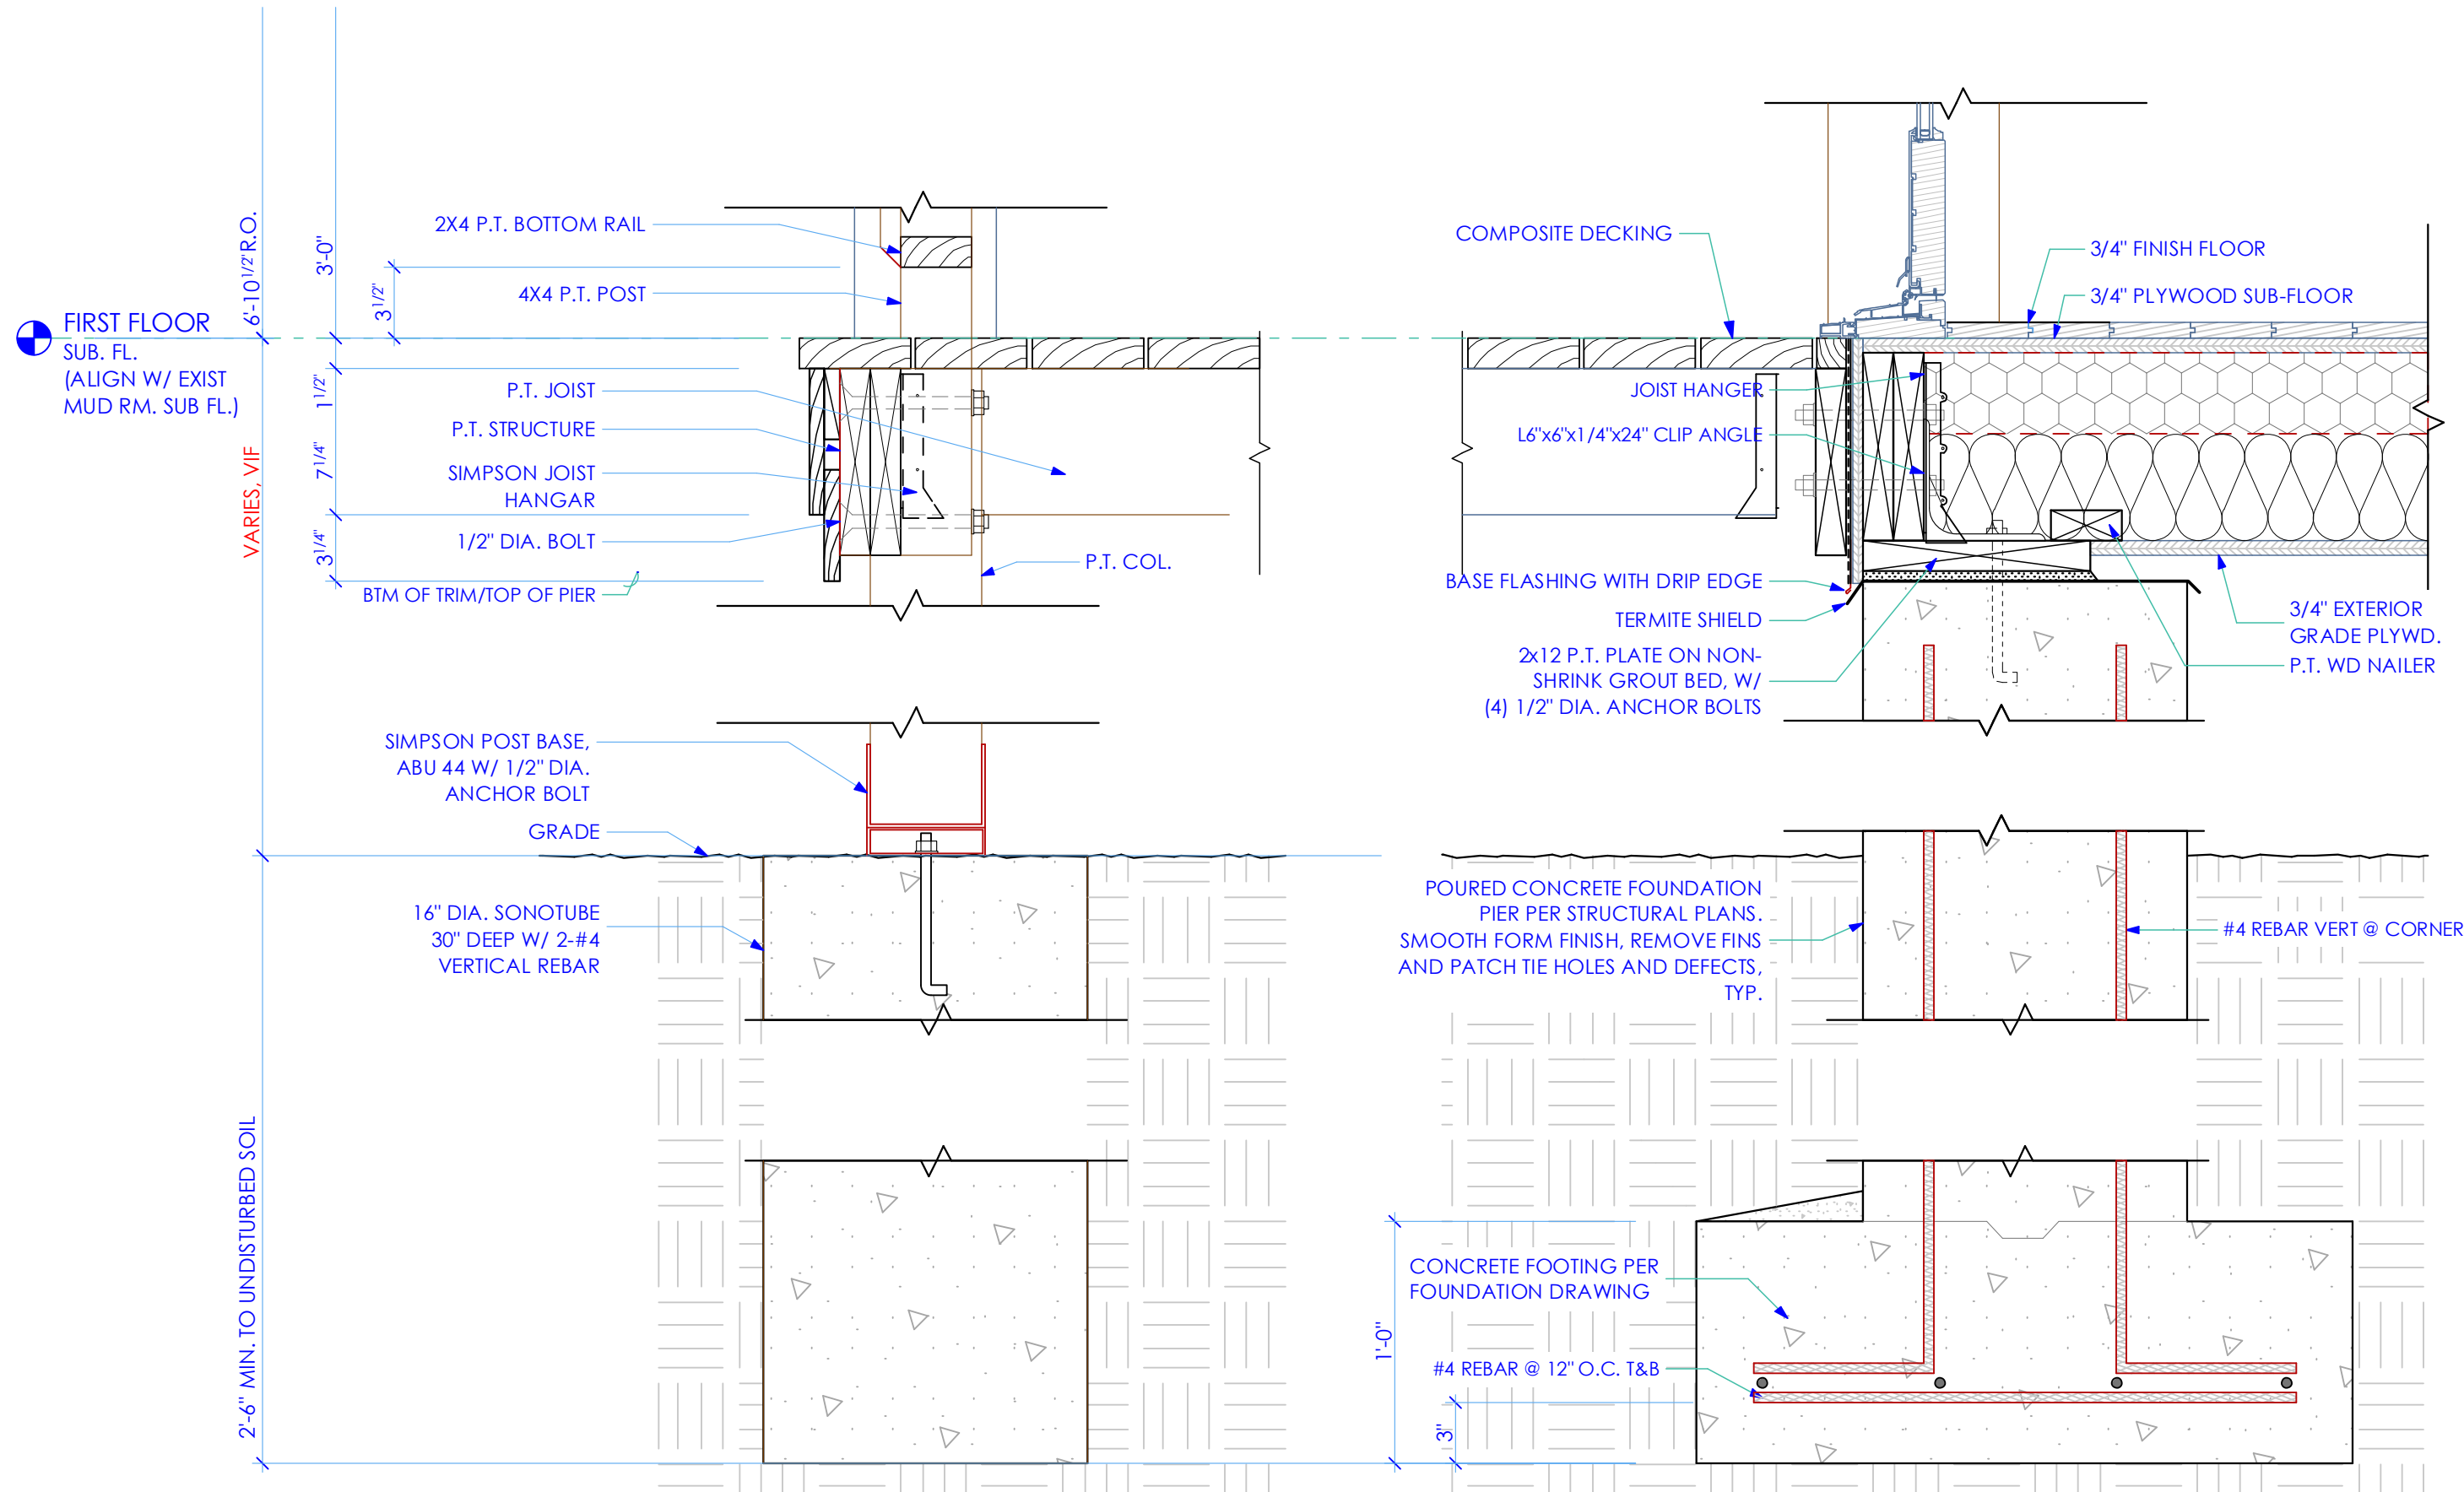 6'-10 1/2" R.O.
3'-0"
3 1/2"
FIRST FLOOR
SUB. FL.
(ALIGN W/ EXIST
MUD RM. SUB FL.)
VARIES, VIF
1 1/2"
7 1/4"
3 1/4"
2'-6" MIN. TO UNDISTURBED SOIL
2X4 P.T. BOTTOM RAIL
4X4 P.T. POST
P.T. JOIST
P.T. STRUCTURE
SIMPSON JOIST
HANGAR
1/2" DIA. BOLT
BTM OF TRIM/TOP OF PIER
P.T. COL.
SIMPSON POST BASE,
ABU 44 W/ 1/2" DIA.
ANCHOR BOLT
GRADE
16" DIA. SONOTUBE
30" DEEP W/ 2-#4
VERTICAL REBAR
COMPOSITE DECKING
JOIST HANGER
L6"x6"x1/4"x24" CLIP ANGLE
BASE FLASHING WITH DRIP EDGE
TERMITE SHIELD
2x12 P.T. PLATE ON NON-
SHRINK GROUT BED, W/
(4) 1/2" DIA. ANCHOR BOLTS
3/4" FINISH FLOOR
3/4" PLYWOOD SUB-FLOOR
3/4" EXTERIOR
GRADE PLYWD.
P.T. WD NAILER
POURED CONCRETE FOUNDATION
PIER PER STRUCTURAL PLANS.
SMOOTH FORM FINISH, REMOVE FINS
AND PATCH TIE HOLES AND DEFECTS,
TYP.
#4 REBAR VERT @ CORNER
CONCRETE FOOTING PER
FOUNDATION DRAWING
1'-0"
#4 REBAR @ 12" O.C. T&B
3"